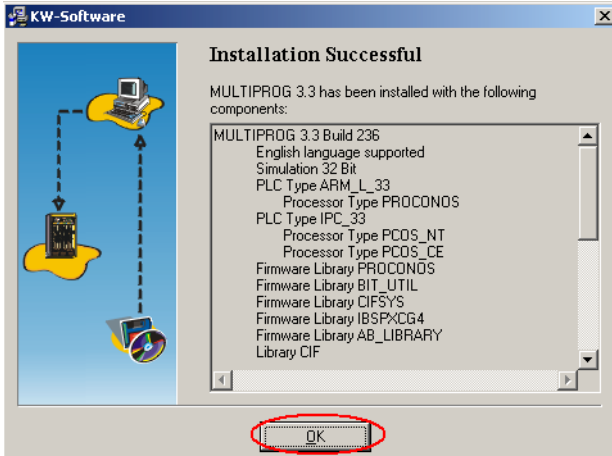 KW-Software
Installation Successful
MULTIPROG 3.3 has been installed with the following
components:
MULTIPROG 3.3 Build 236
English language supported
Simulation 32 Bit
PLC Type ARM_L_33
Processor Type PROCONOS
PLC Type IPC_33
Processor Type PCOS_NT
Processor Type PCOS_CE
Firmware Library PROCONOS
Firmware Library BIT_UTIL
Firmware Library CIFSYS
Firmware Library IBSPXCG4
Firmware Library AB_LIBRARY
Library CIF
OK